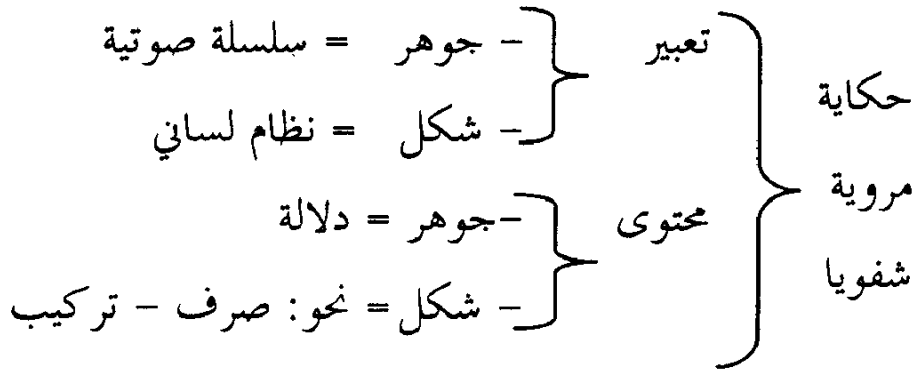 حكاية
مروية
شفويا
تعبير
- جوهر = سلسلة صوتية
- شكل = نظام لساني
محتوى
-جوهر = دلالة
- شكل = نحو: صرف - تركيب